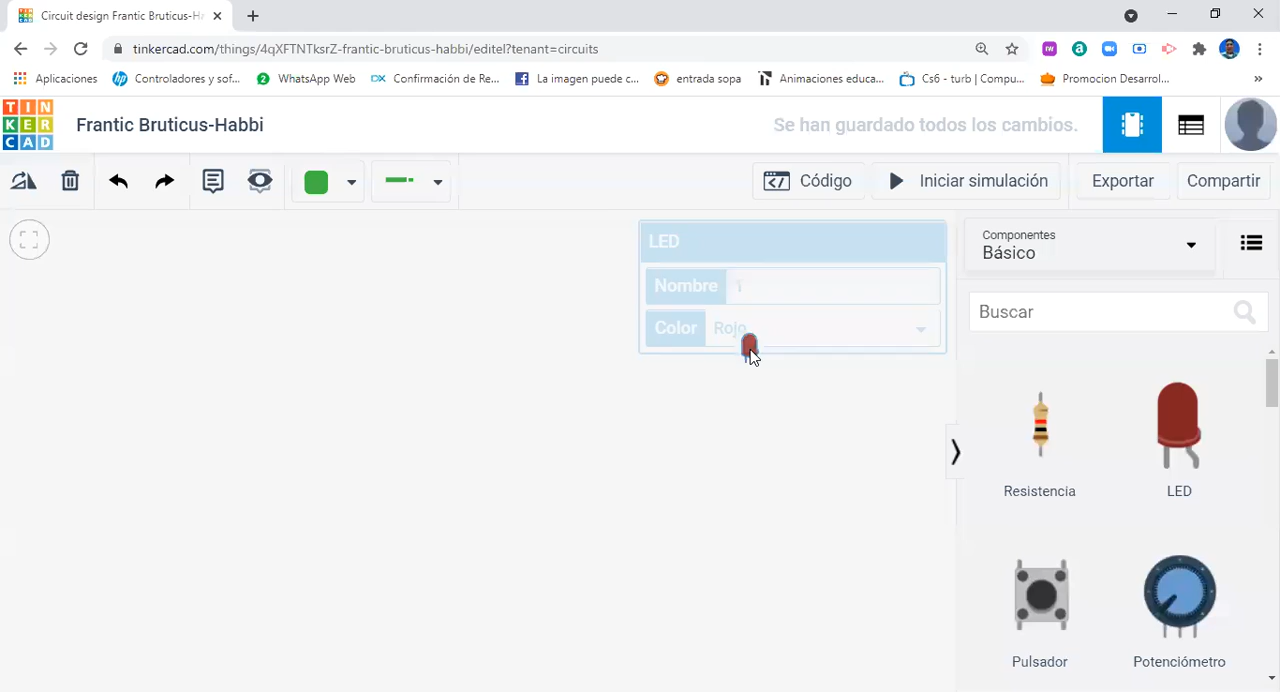 Circuit design Frantic Bruticus-H
tinkercad.com/things/4qXFTNTksrZ-frantic-bruticus-habbi/editel?tenant=circuits
Aplicaciones
Controladores y sof...
2
WhatsApp Web
Confirmación de Re...
La imagen puede c...
entrada sopa
Animaciones educa...
Cs6 - turb | Compu...
Promocion Desarrol...
»
TIN
KER
CAD
Frantic Bruticus-Habbi
Se han guardado todos los cambios.
Código
Iniciar simulación
Exportar
Compartir
LED
Nombre 1
Color Rojo
Componentes
Básico
Buscar
Resistencia
LED
Pulsador
Potenciómetro